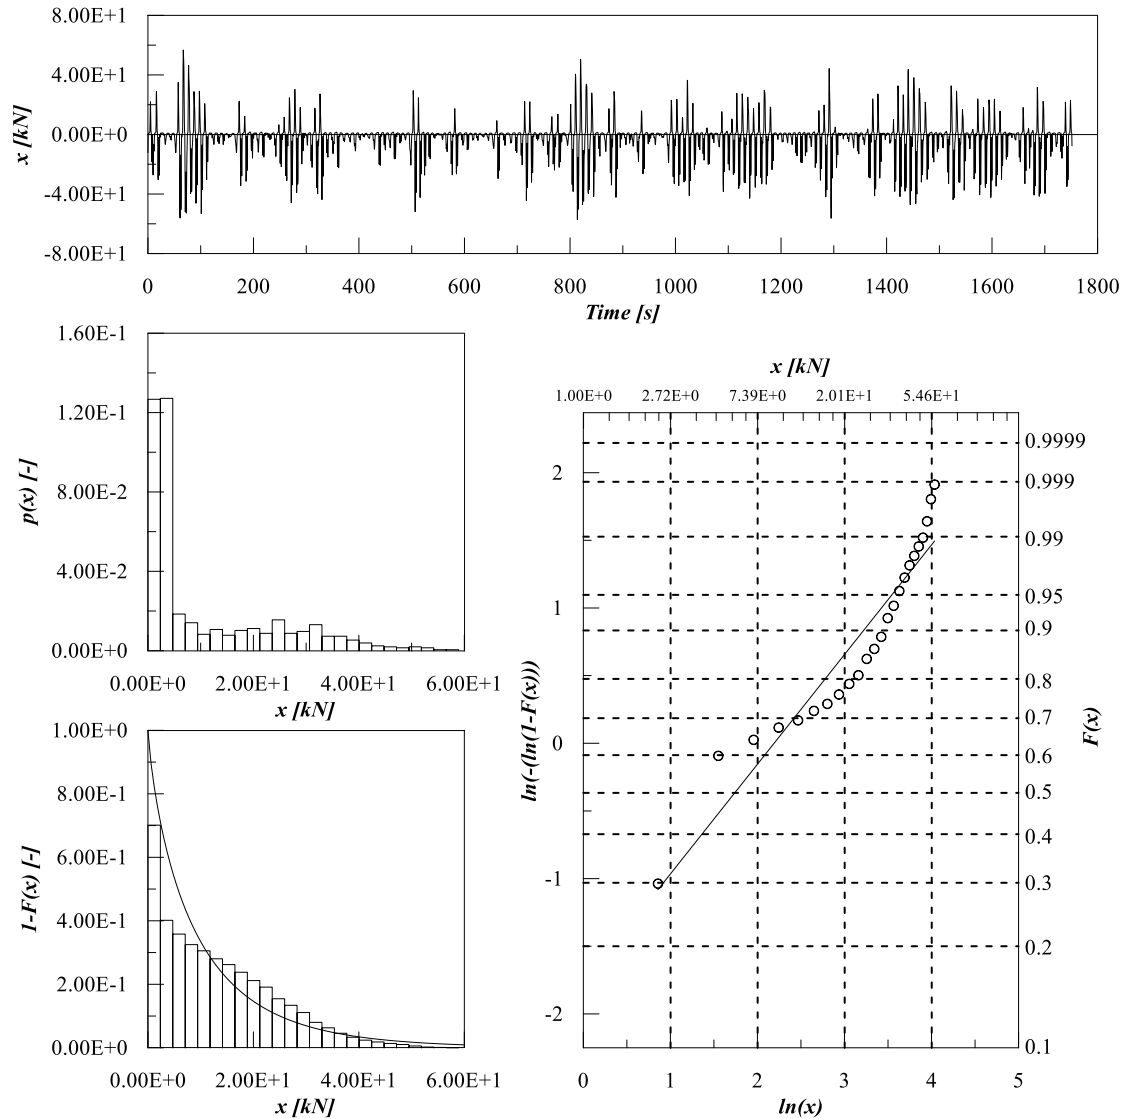 8.00E+1
4.00E+1
0.00E+0
-4.00E+1
-8.00E+1
x [kN]
0 200 400 600 800 1000 1200 1400 1600 1800
Time [s]
1.60E-1
1.20E-1
8.00E-2
4.00E-2
0.00E+0
p(x) [-]
0.00E+0 2.00E+1 4.00E+1 6.00E+1
x [kN]
1.00E+0
8.00E-1
6.00E-1
4.00E-1
2.00E-1
0.00E+0
1-F(x) [-]
0.00E+0 2.00E+1 4.00E+1 6.00E+1
x [kN]
x [kN]
1.00E+0 2.72E+0 7.39E+0 2.01E+1 5.46E+1
2
1
0
-1
-2
ln(-(ln(1-F(x)))
0.9999
0.999
0.99
0.95
0.9
0.8
0.7
0.6
0.5
0.4
0.3
0.2
0.1
F(x)
0 1 2 3 4 5
ln(x)